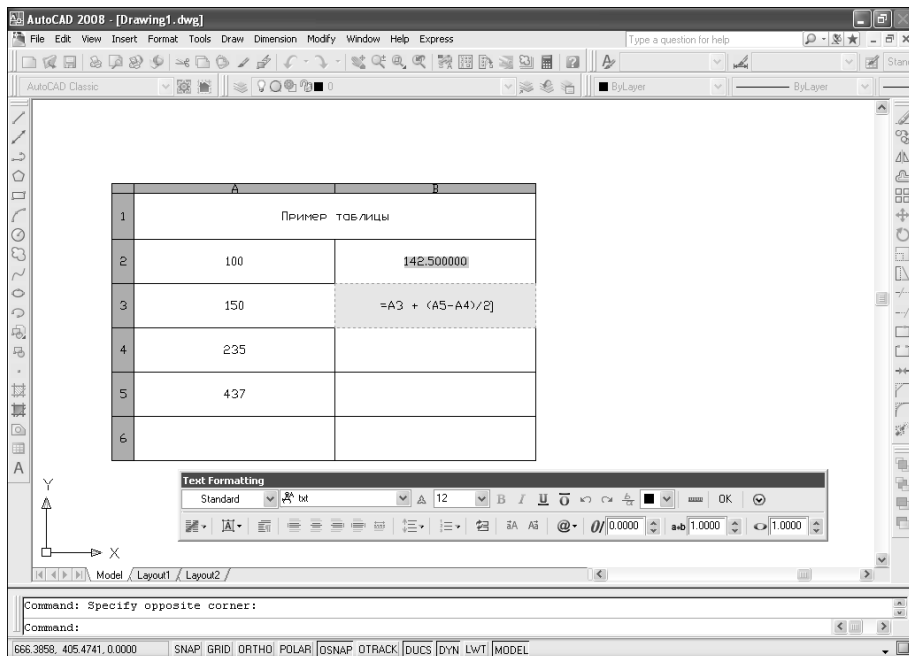 AutoCAD 2008 - [Drawing1.dwg]
File Edit View Insert Format Tools Draw Dimension Modify Window Help Express
Type a question for help
Stan
AutoCAD Classic
0
ByLayer
ByLayer
A B
1 Пример таблицы
2 100 142.500000
3 150 =A3 + (A5-A4)/2
4 235
5 437
6
Text Formatting
Standard txt 12 B I U O OK
@ 0/ 0.0000 a+b 1.0000 1.0000
Y
X
A
Model Layout1 Layout2
Command: Specify opposite corner:
Command:
666.3858, 405.4741, 0.0000 SNAP GRID ORTHO POLAR OSNAP OTRACK DUCS DYN LWT MODEL